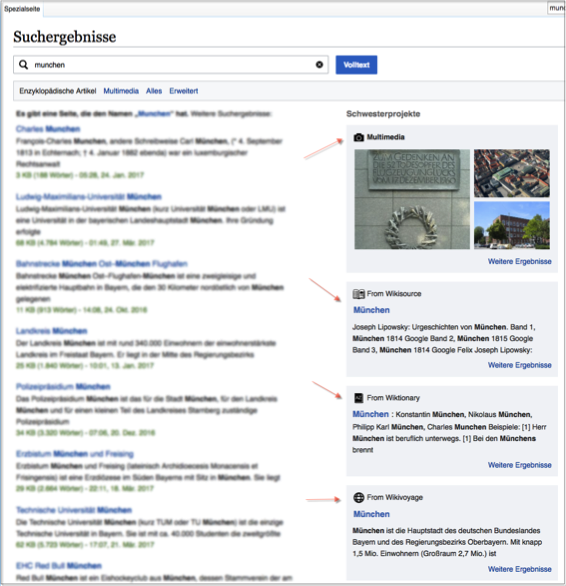 Spezialseite
mun
Suchergebnisse
munchen
Volltext
Enzyklopädische Artikel Multimedia Alles Erweitert
Es gibt eine Seite, die den Namen „Munchen" hat. Weitere Suchergebnisse:
Charles Munchen
François-Charles Munchen, andere Schreibweise Carl München, (* 4. September
1813 in Echternach; † 4. Januar 1882 ebenda) war ein luxemburgischer
Rechtsanwalt
3 KB (188 Wörter) - 05:28, 24. Jan. 2017
Ludwig-Maximilians-Universität München
Ludwig-Maximilians-Universität München (kurz Universität München oder LMU) ist
eine Universität in der bayerischen Landeshauptstadt München. Ihre Gründung
erfolgte
88 KB (4.784 Wörter) - 01:49, 27. Mär. 2017
Bahnstrecke München Ost–München Flughafen
Bahnstrecke München Ost–Flughafen-München ist eine zweigleisige und
elektrifizierte Hauptbahn in Bayern, die den 30 Kilometer nordöstlich von München
gelegenen
11 KB (913 Wörter) - 14:08, 24. Okt. 2016
Landkreis München
Der Landkreis München ist mit rund 340.000 Einwohnern der einwohnerstärkste
Landkreis im Freistaat Bayern. Er liegt in der Mitte des Regierungsbezirks
25 KB (1.840 Wörter) - 10:01, 13. Jan. 2017
Polizeipräsidium München
Das Polizeipräsidium München ist das für die Stadt München, für den Landkreis
München und für einen kleinen Teil des Landkreises Starnberg zuständige
Polizeipräsidium
34 KB (3.320 Wörter) - 07:06, 20. Dez. 2016
Erzbistum München und Freising
Erzbistum München und Freising (lateinisch Archidioecesis Monacensis et
Frisingensis) ist eine Erzdiözese im Süden Bayerns mit Sitz in München. Sie liegt
29 KB (2.884 Wörter) - 22:11, 18. Mär. 2017
Technische Universität München
Die Technische Universität München (kurz TUM oder TU München) ist die einzige
Technische Universität in Bayern. Sie ist mit ca. 40.000 Studenten die zweitgrößte
62 KB (5.723 Wörter) - 17:07, 21. Mär. 2017
EHC Red Bull München
Red Bull München ist ein Eishockeyclub aus München, dessen Stammverein der am
Schwesterprojekte
Multimedia
Weitere Ergebnisse
From Wikisource
München
Joseph Lipowsky: Urgeschichten von München. Band 1,
München 1814 Google Band 2, München 1815 Google
Band 3, München 1814 Google Felix Joseph Lipowsky:
Weitere Ergebnisse
From Wiktionary
München : Konstantin München, Nikolaus München,
Philipp Karl München, Charles Munchen Beispiele: [1] Herr
München ist beruflich unterwegs. [1] Bei den Münchens
brennt
Weitere Ergebnisse
From Wikivoyage
München
München ist die Hauptstadt des deutschen Bundeslandes
Bayern und des Regierungsbezirks Oberbayern. Mit knapp
1,5 Mio. Einwohnern (Großraum 2,7 Mio.) ist
Weitere Ergebnisse